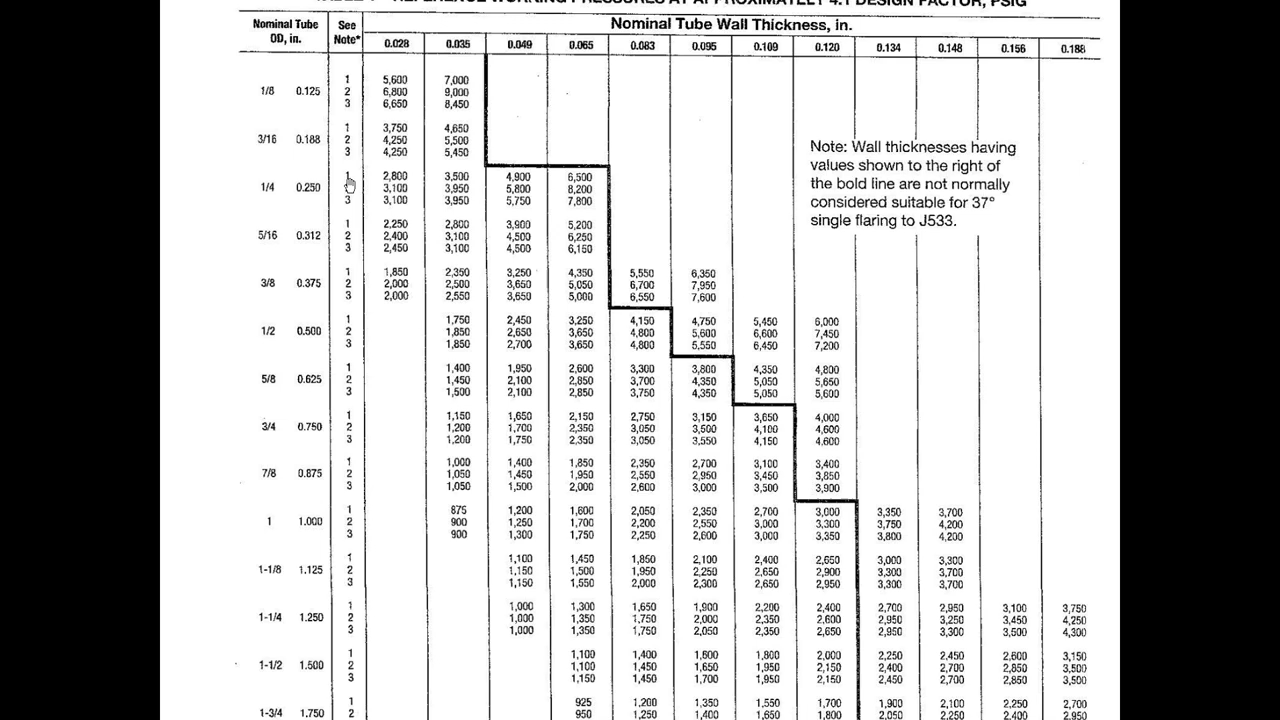 REFERENCE WORKING PRESSURES AT APPROXIMATELY 4:1 DESIGN FACTOR, PSIG
Nominal Tube OD, in. See Note* Nominal Tube Wall Thickness, in.
0.028 0.035 0.049 0.065 0.083 0.095 0.109 0.120 0.134 0.148 0.156 0.188
1 5,600 7,000
1/8 0.125 2 6,800 9,000
3 6,650 8,450
1 3,750 4,650
3/16 0.188 2 4,250 5,500
3 4,250 5,450
Note: Wall thicknesses having
values shown to the right of
the bold line are not normally
considered suitable for 37°
single flaring to J533.
1 2,800 3,500 4,900 6,500
1/4 0.250 3,100 3,950 5,800 8,200
3 3,100 3,950 5,750 7,800
1 2,250 2,800 3,900 5,200
5/16 0.312 2 2,400 3,100 4,500 6,250
3 2,450 3,100 4,500 6,150
1 1,850 2,350 3,250 4,350 5,550 6,350
3/8 0.375 2 2,000 2,500 3,650 5,050 6,700 7,950
3 2,000 2,550 3,650 5,000 6,550 7,600
1 1,750 2,450 3,250 4,150 4,750 5,450 6,000
1/2 0.500 2 1,850 2,650 3,650 4,800 5,600 6,600 7,450
3 1,850 2,700 3,650 4,800 5,550 6,450 7,200
1 1,400 1,950 2,600 3,300 3,800 4,350 4,800
5/8 0.625 2 1,450 2,100 2,850 3,700 4,350 5,050 5,650
3 1,500 2,100 2,850 3,750 4,350 5,050 5,600
1 1,150 1,650 2,150 2,750 3,150 3,650 4,000
3/4 0.750 2 1,200 1,700 2,350 3,050 3,500 4,100 4,600
3 1,200 1,750 2,350 3,050 3,550 4,150 4,600
1 1,000 1,400 1,850 2,350 2,700 3,100 3,400
7/8 0.875 2 1,050 1,450 1,950 2,550 2,950 3,450 3,850
3 1,050 1,500 2,000 2,600 3,000 3,500 3,900
1 875 1,200 1,600 2,050 2,350 2,700 3,000 3,350 3,700
1 1.000 2 900 1,250 1,700 2,200 2,550 3,000 3,300 3,750 4,200
3 900 1,300 1,750 2,250 2,600 3,000 3,350 3,800 4,200
1 1,100 1,450 1,850 2,100 2,400 2,650 3,000 3,300
1-1/8 1.125 2 1,150 1,500 1,950 2,250 2,650 2,900 3,300 3,700
3 1,150 1,550 2,000 2,300 2,650 2,950 3,300 3,700
1 1,000 1,300 1,650 1,900 2,200 2,400 2,700 2,950 3,100 3,750
1-1/4 1.250 2 1,000 1,350 1,750 2,000 2,350 2,600 2,950 3,250 3,450 4,250
3 1,000 1,350 1,750 2,050 2,350 2,650 2,950 3,300 3,500 4,300
1 1,100 1,400 1,600 1,800 2,000 2,250 2,450 2,600 3,150
1-1/2 1.500 2 1,100 1,450 1,650 1,950 2,150 2,400 2,700 2,850 3,500
3 1,150 1,450 1,700 1,950 2,150 2,450 2,700 2,850 3,500
1 925 1,200 1,350 1,550 1,700 1,900 2,100 2,250 2,700
1-3/4 1.750 2 950 1,250 1,400 1,650 1,800 2,050 2,250 2,400 2,950